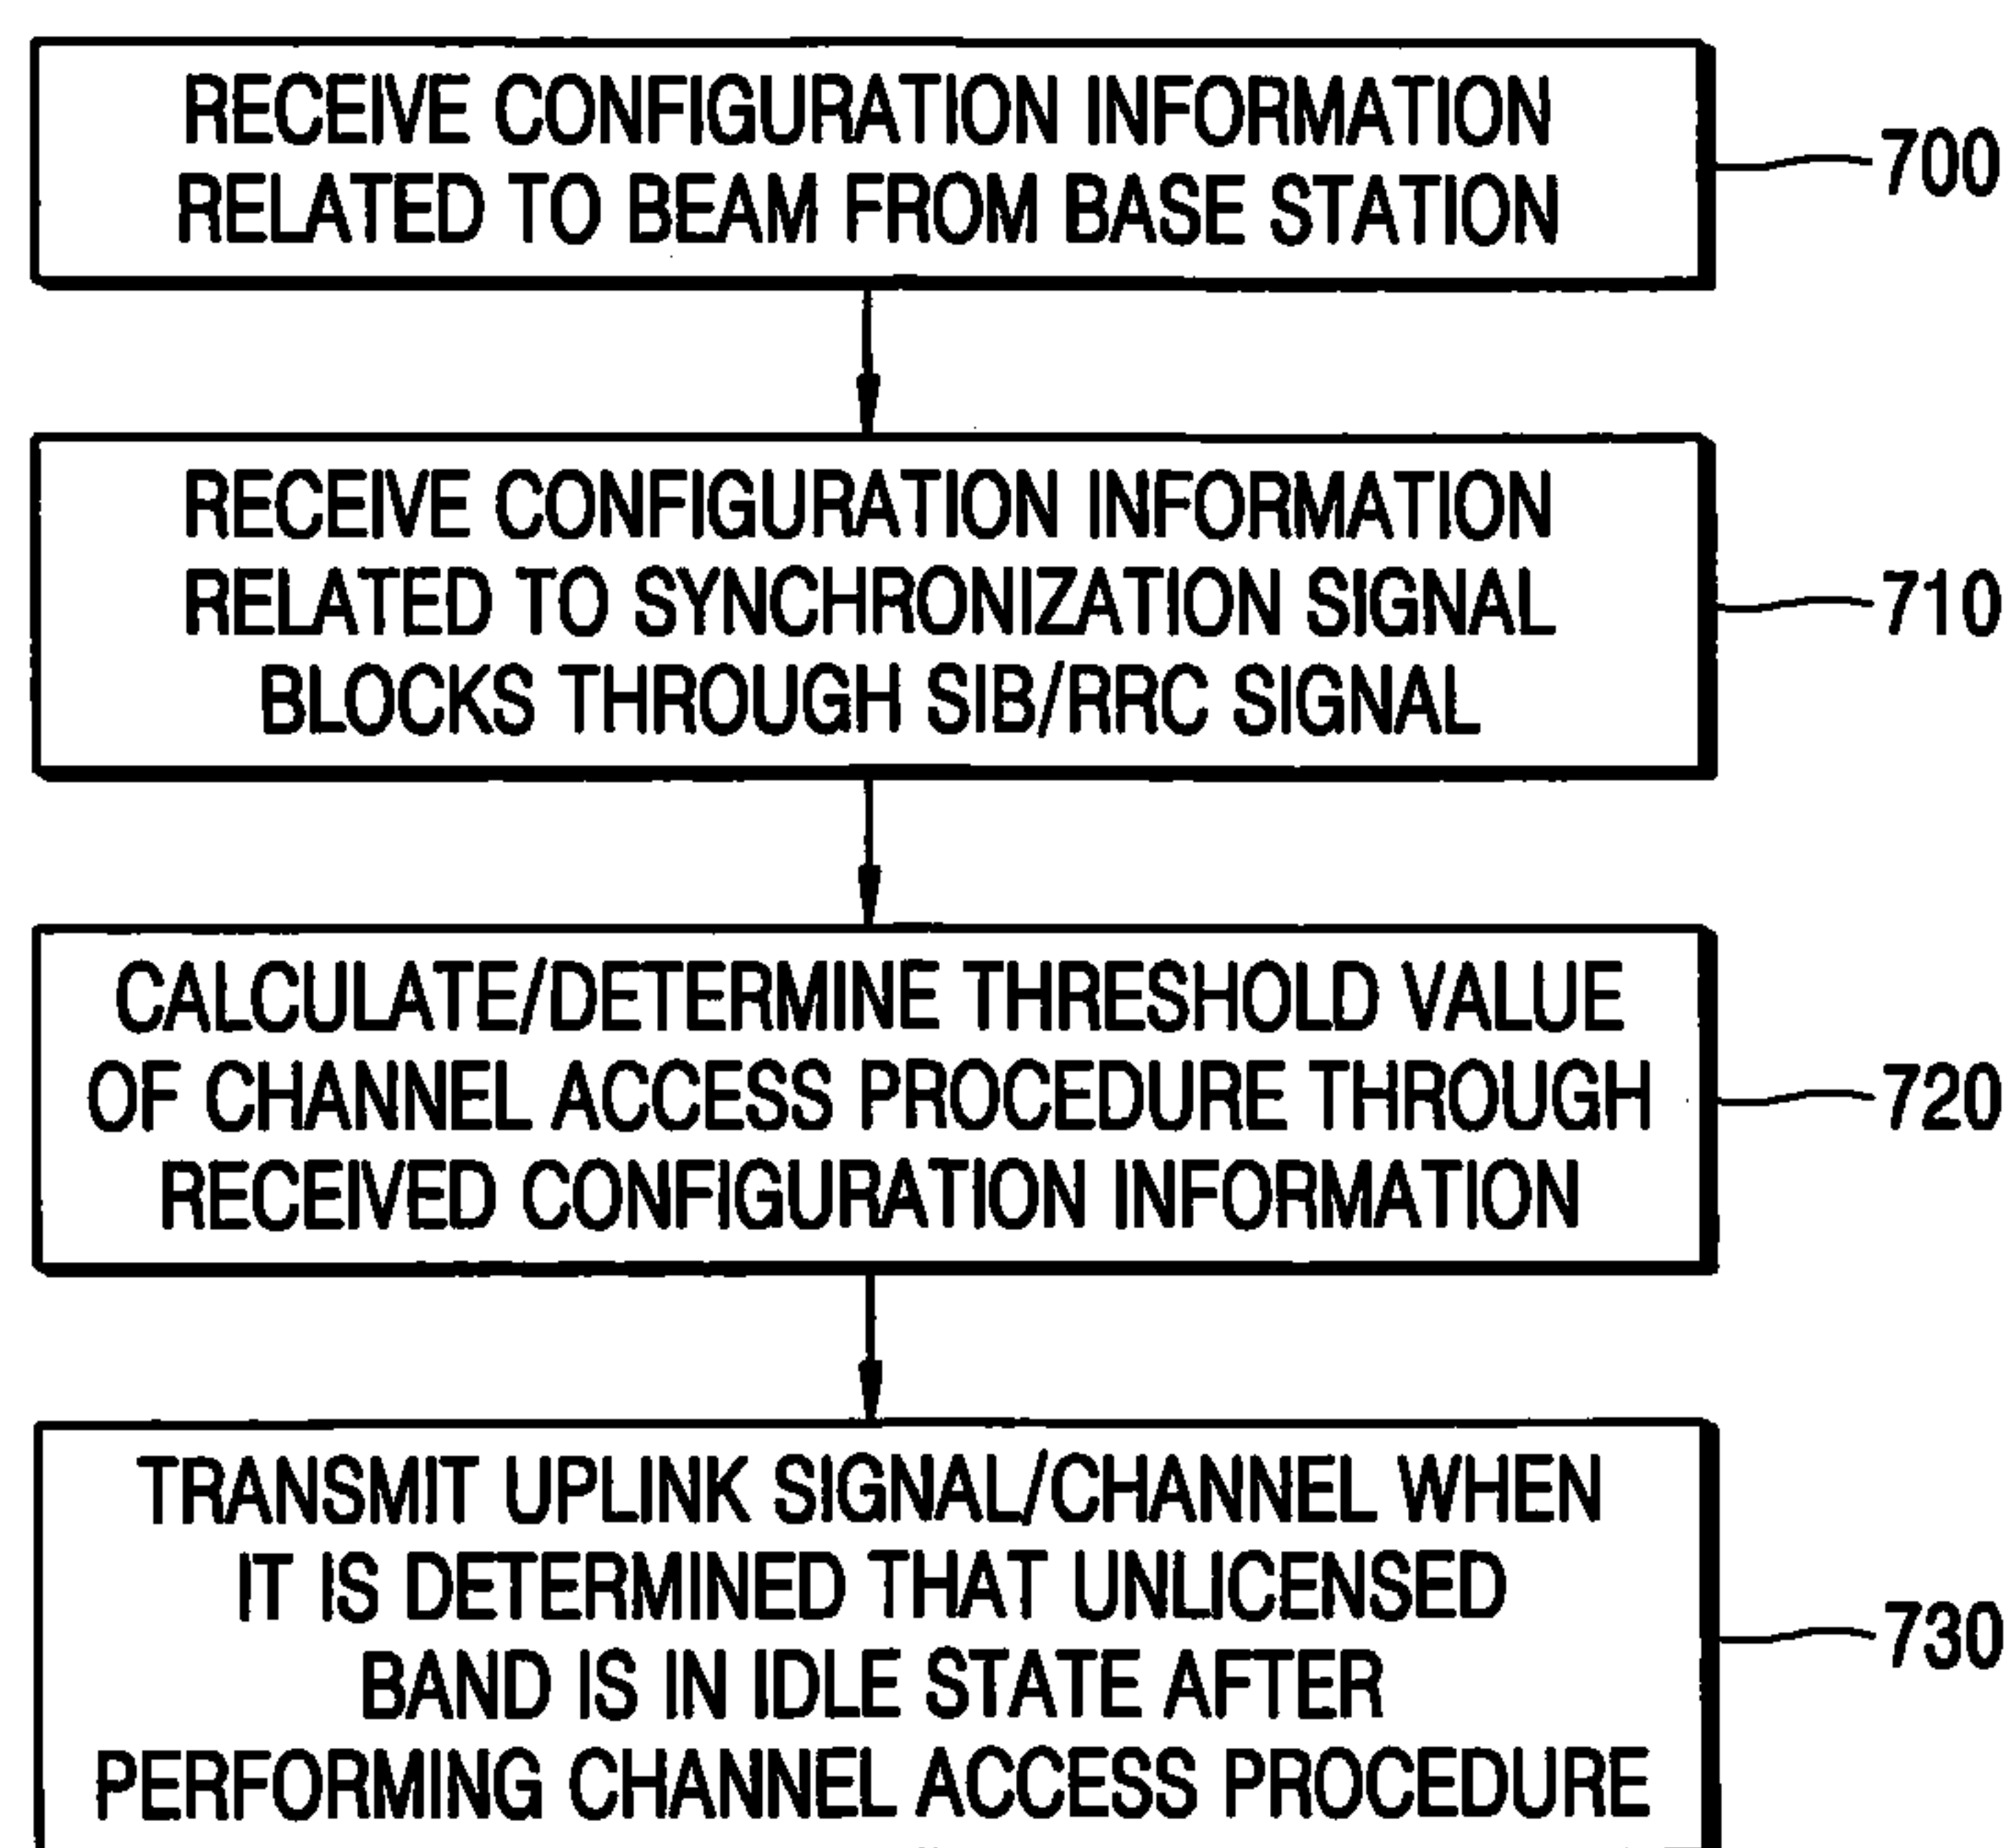 RECEIVE CONFIGURATION INFORMATION
RELATED TO BEAM FROM BASE STATION
700
RECEIVE CONFIGURATION INFORMATION
RELATED TO SYNCHRONIZATION SIGNAL
BLOCKS THROUGH SIB/RRC SIGNAL
710
CALCULATE/DETERMINE THRESHOLD VALUE
OF CHANNEL ACCESS PROCEDURE THROUGH
RECEIVED CONFIGURATION INFORMATION
720
TRANSMIT UPLINK SIGNAL/CHANNEL WHEN
IT IS DETERMINED THAT UNLICENSED
BAND IS IN IDLE STATE AFTER
PERFORMING CHANNEL ACCESS PROCEDURE
730